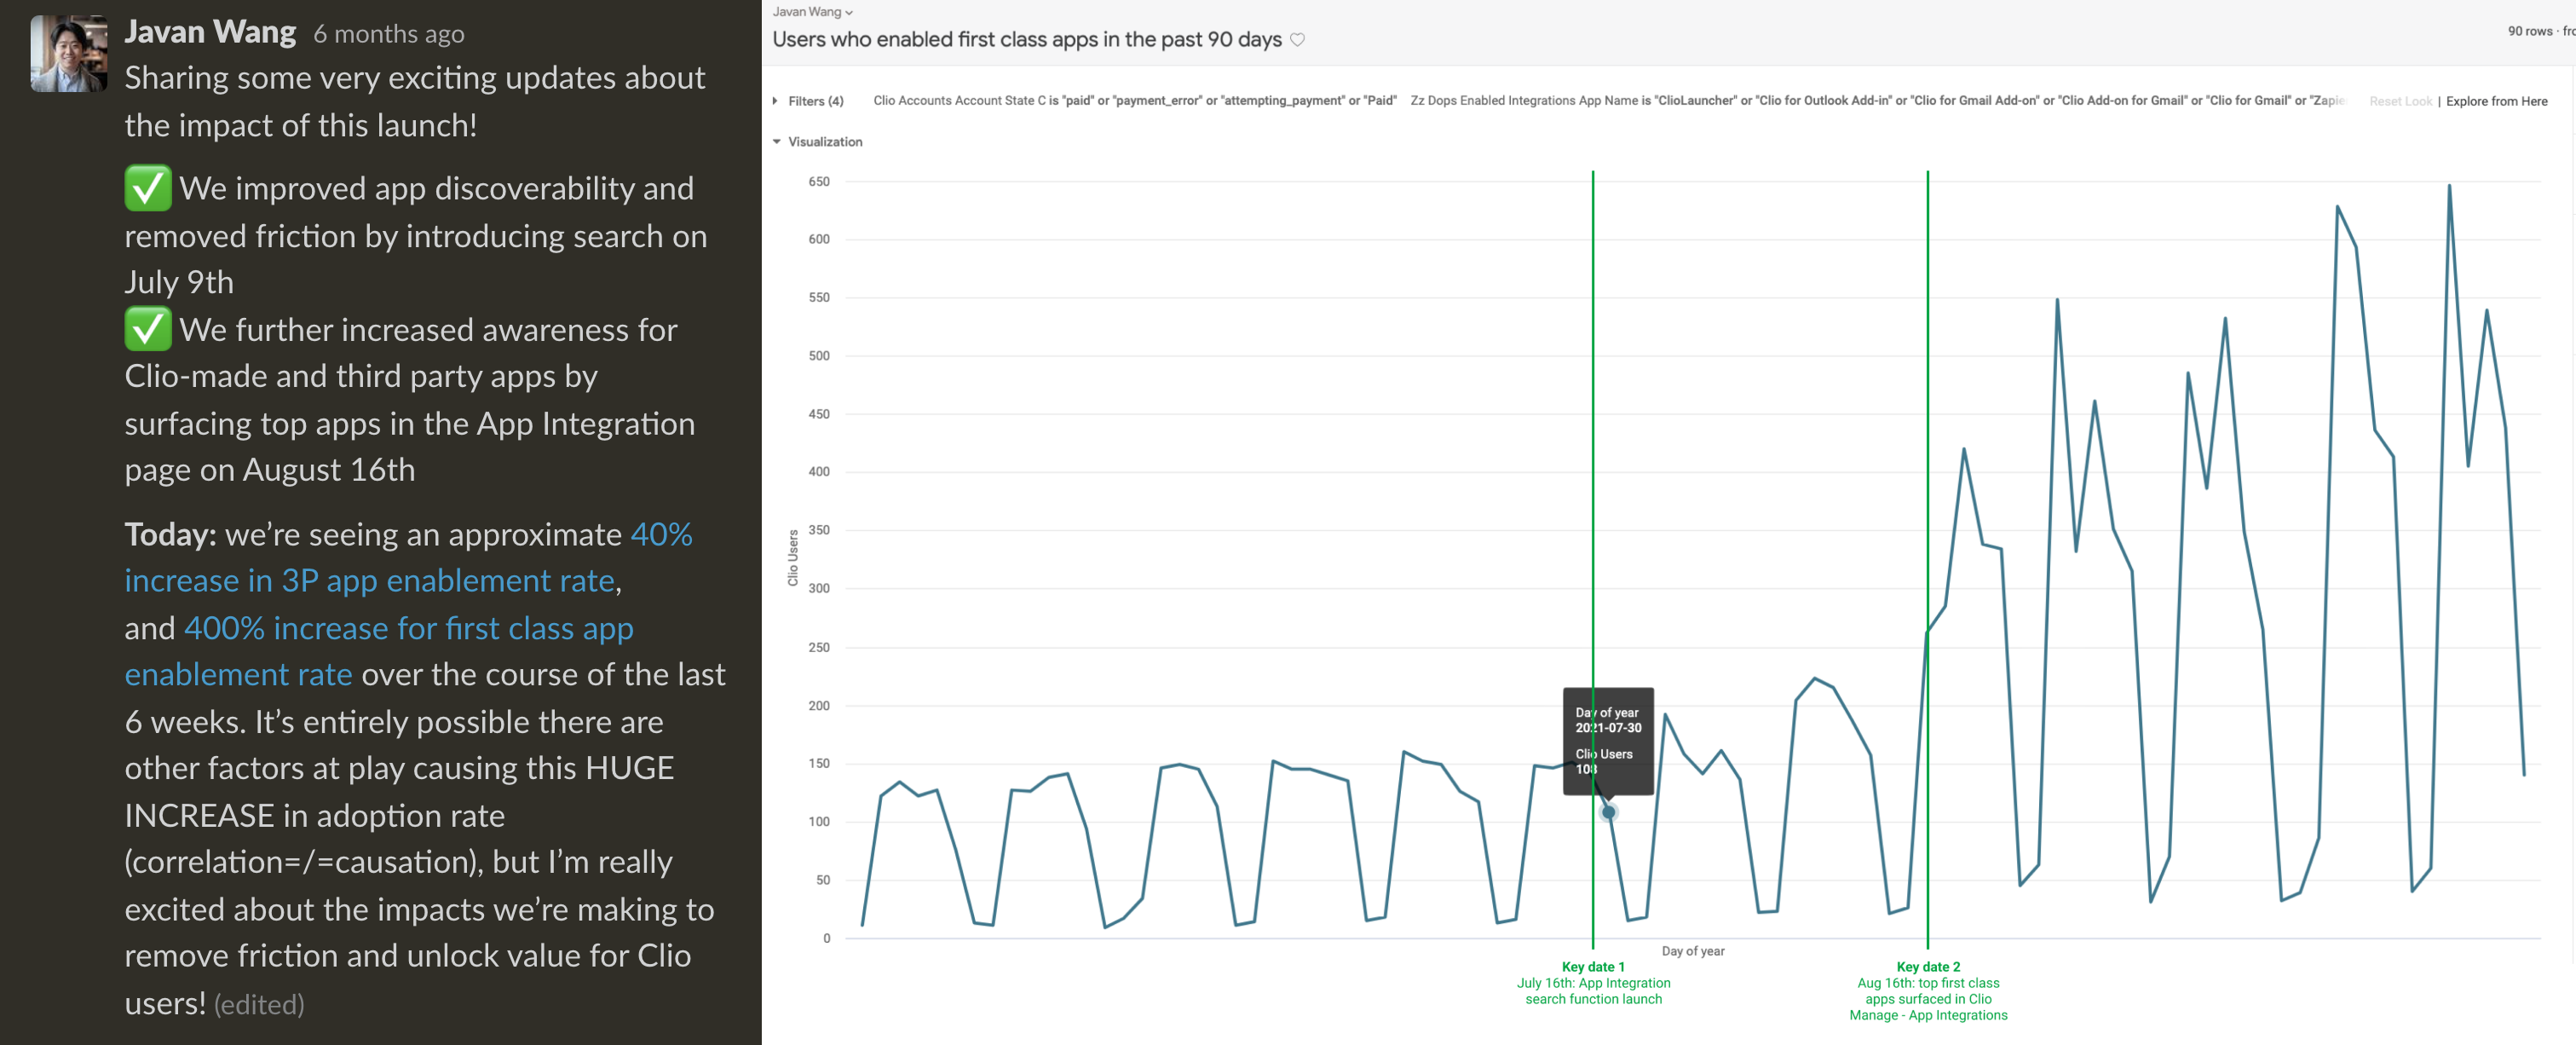 Javan Wang 6 months ago
Sharing some very exciting updates about
the impact of this launch!
✅ We improved app discoverability and
removed friction by introducing search on
July 9th
✅ We further increased awareness for
Clio-made and third party apps by
surfacing top apps in the App Integration
page on August 16th
Today: we’re seeing an approximate 40%
increase in 3P app enablement rate,
and 400% increase for first class app
enablement rate over the course of the last
6 weeks. It’s entirely possible there are
other factors at play causing this HUGE
INCREASE in adoption rate
(correlation=/=causation), but I’m really
excited about the impacts we’re making to
remove friction and unlock value for Clio
users! (edited)
Javan Wang
Users who enabled first class apps in the past 90 days
90 rows · fro
Filters (4) Clio Accounts Account State C is "paid" or "payment_error" or "attempting_payment" or "Paid" Zz Dops Enabled Integrations App Name is "ClioLauncher" or "Clio for Outlook Add-in" or "Clio for Gmail Add-on" or "Clio Add-on for Gmail" or "Clio for Gmail" or "Zapie
Reset Look | Explore from Here
Visualization
650
600
550
500
450
400
350
300
250
200
150
100
50
0
Clio Users
Day of year
2021-07-30
Clio Users
108
Day of year
Key date 1
July 16th: App Integration
search function launch
Key date 2
Aug 16th: top first class
apps surfaced in Clio
Manage - App Integrations